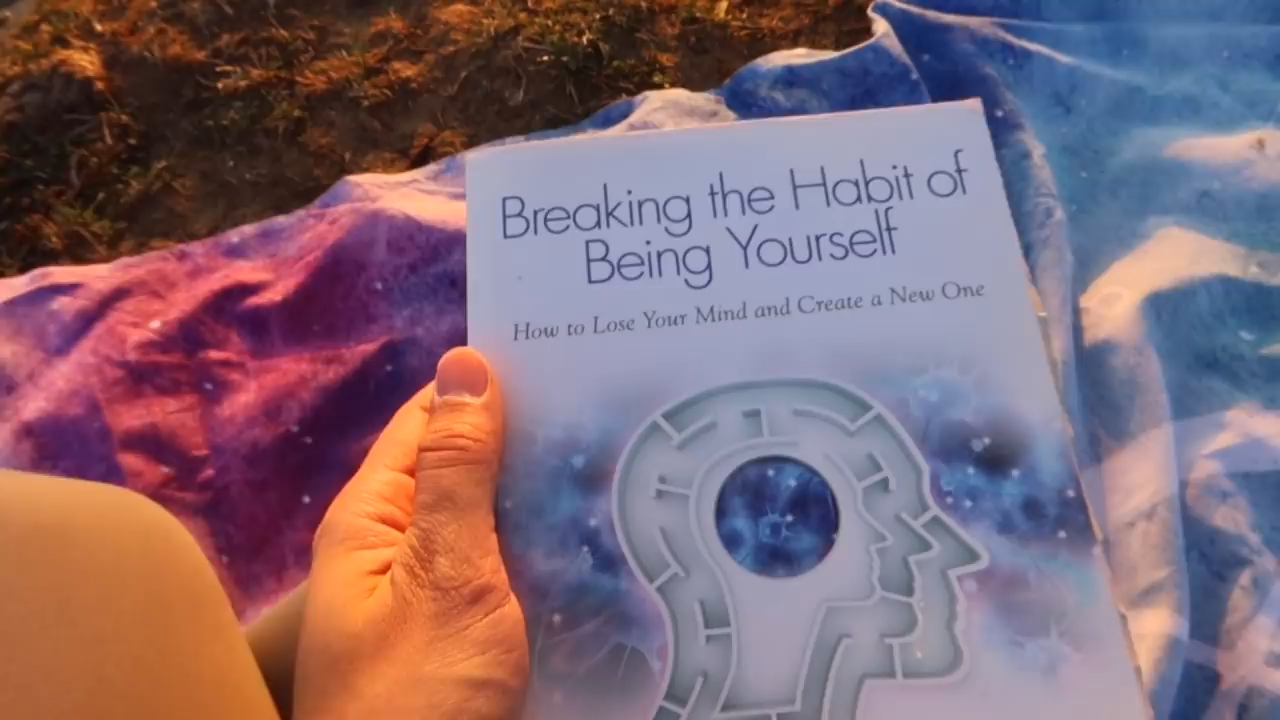 Breaking the Habit of
Being Yourself
How to Lose Your Mind and Create a New One